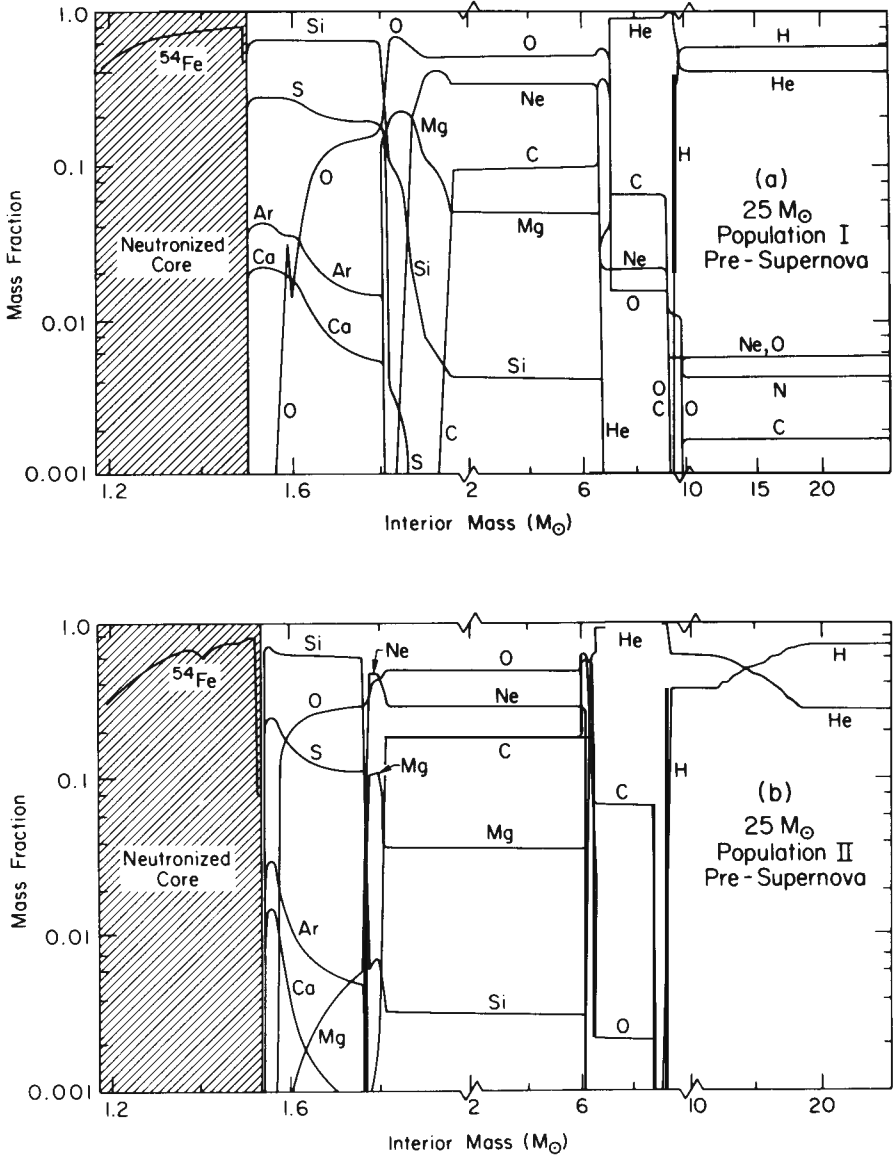 Mass Fraction
1.0
0.1
0.01
0.001
54Fe
Si
O
O
H
He
S
Ne
He
Mg
C
H
O
C
Mg
Ar
Neutronized
Core
Ca
Ar
Si
Ne
O
Ca
Si
Ne,O
O
O
C
O
N
C
S
C
He
(a)
25 M⊙
Population I
Pre-Supernova
1.2
1.6
2
6
10
15
20
Interior Mass (M⊙)
Mass Fraction
1.0
0.1
0.01
0.001
54Fe
Si
Ne
O
He
H
O
Ne
He
S
C
Mg
H
C
Mg
Neutronized
Core
Ar
Ca
Si
Mg
O
(b)
25 M⊙
Population II
Pre-Supernova
1.2
1.6
2
6
10
20
Interior Mass (M⊙)